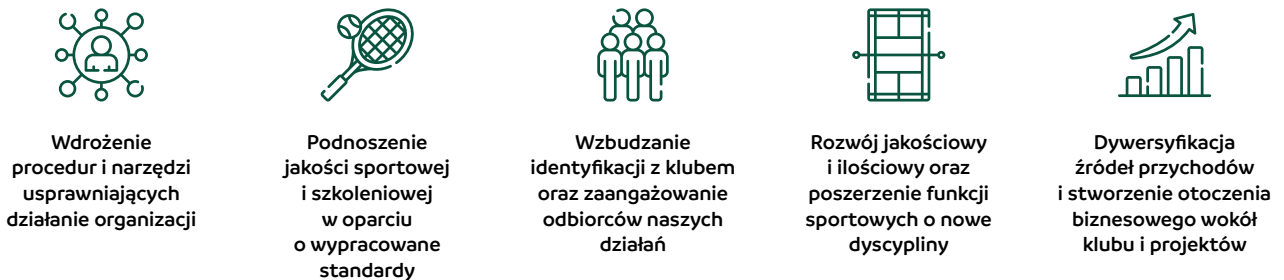 Wdrożenie
procedur i narzędzi
usprawniających
działanie organizacji
Podnoszenie
jakości sportowej
i szkoleniowej
w oparciu
o wypracowane
standardy
Wzbudzanie
identyfikacji z klubem
oraz zaangażowanie
odbiorców naszych
działań
Rozwój jakościowy
i ilościowy oraz
poszerzenie funkcji
sportowych o nowe
dyscypliny
Dywersyfikacja
źródeł przychodów
i stworzenie otoczenia
biznesowego wokół
klubu i projektów